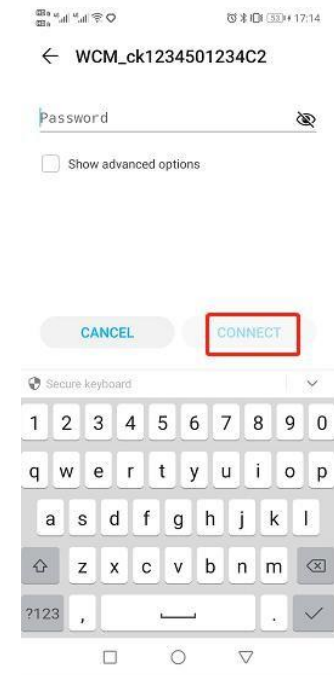 17:14
WCM_ck1234501234C2
Password
Show advanced options
CANCEL CONNECT
Secure keyboard
1 2 3 4 5 6 7 8 9 0
q w e r t y u i o p
a s d f g h j k l
z x c v b n m
?123 , .